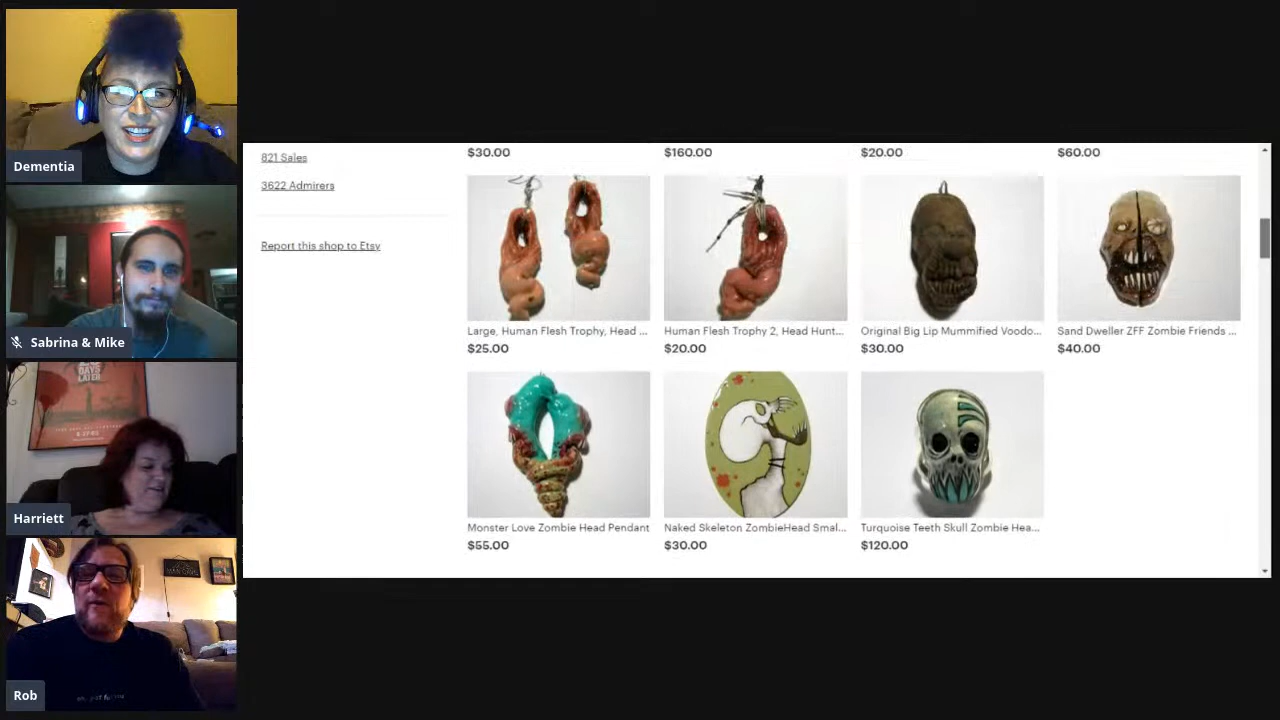 Dementia
Sabrina & Mike
DAYS
LATER
Harriett
Rob
821 Sales
3622 Admirers
Report this shop to Etsy
$30.00
$160.00
$20.00
$60.00
Large, Human Flesh Trophy, Head ...
$25.00
Human Flesh Trophy 2, Head Hunt...
$20.00
Original Big Lip Mummified Voodo...
$30.00
Sand Dweller ZFF Zombie Friends ...
$40.00
Monster Love Zombie Head Pendant
$55.00
Naked Skeleton ZombieHead Smal...
$30.00
Turquoise Teeth Skull Zombie Hea...
$120.00